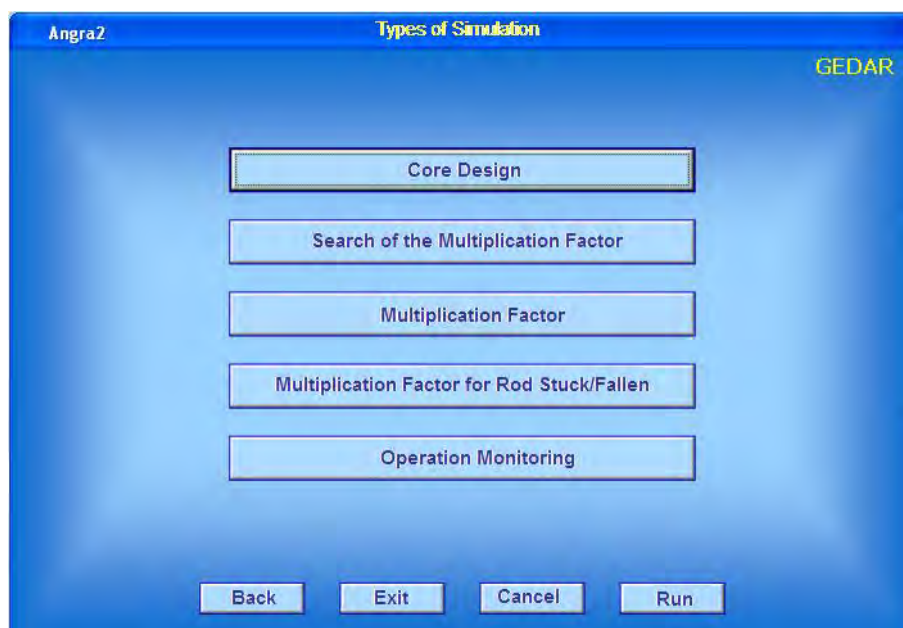 Angra2
Types of Simulation
GEDAR
Core Design
Search of the Multiplication Factor
Multiplication Factor
Multiplication Factor for Rod Stuck/Fallen
Operation Monitoring
Back Exit Cancel Run